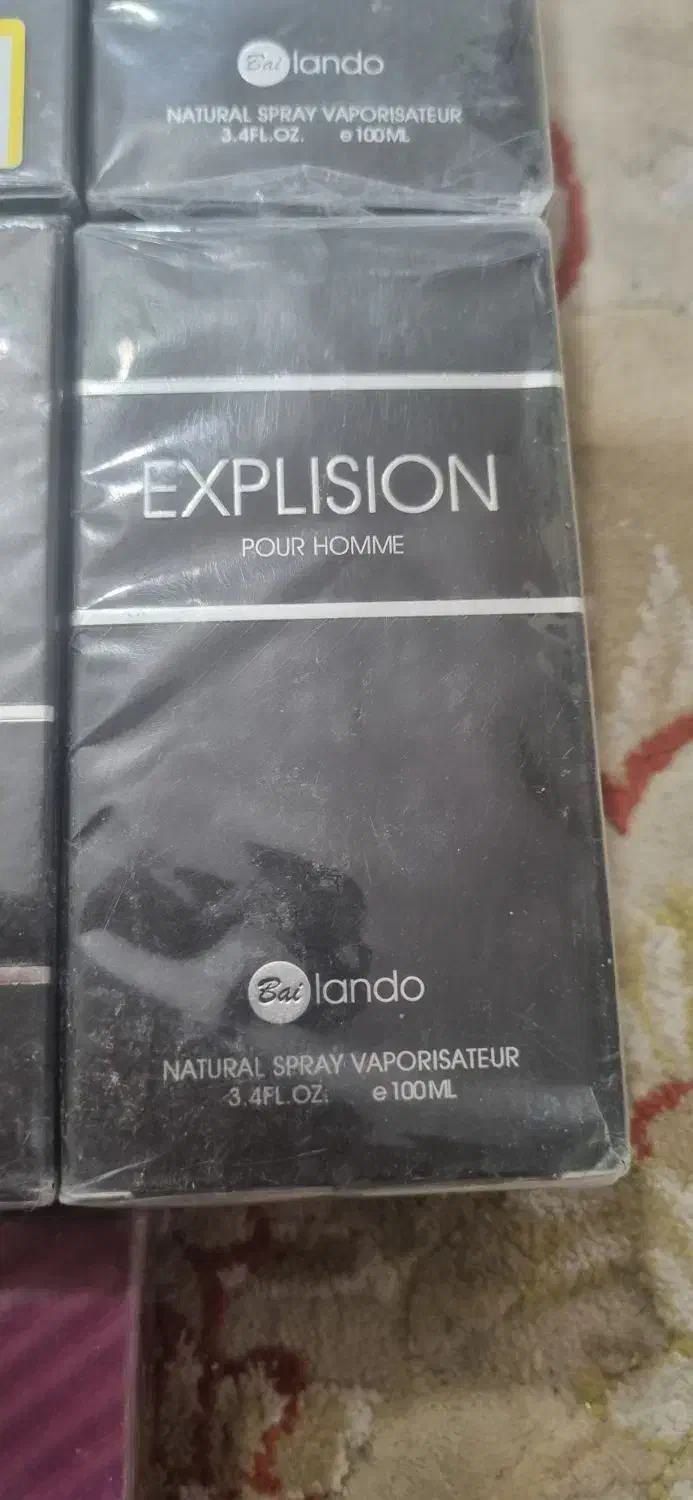 Bai lando
NATURAL SPRAY VAPORISATEUR
3.4FL.OZ. e100ML
EXPLISION
POUR HOMME
Bai lando
NATURAL SPRAY VAPORISATEUR
3.4FL.OZ. e100ML